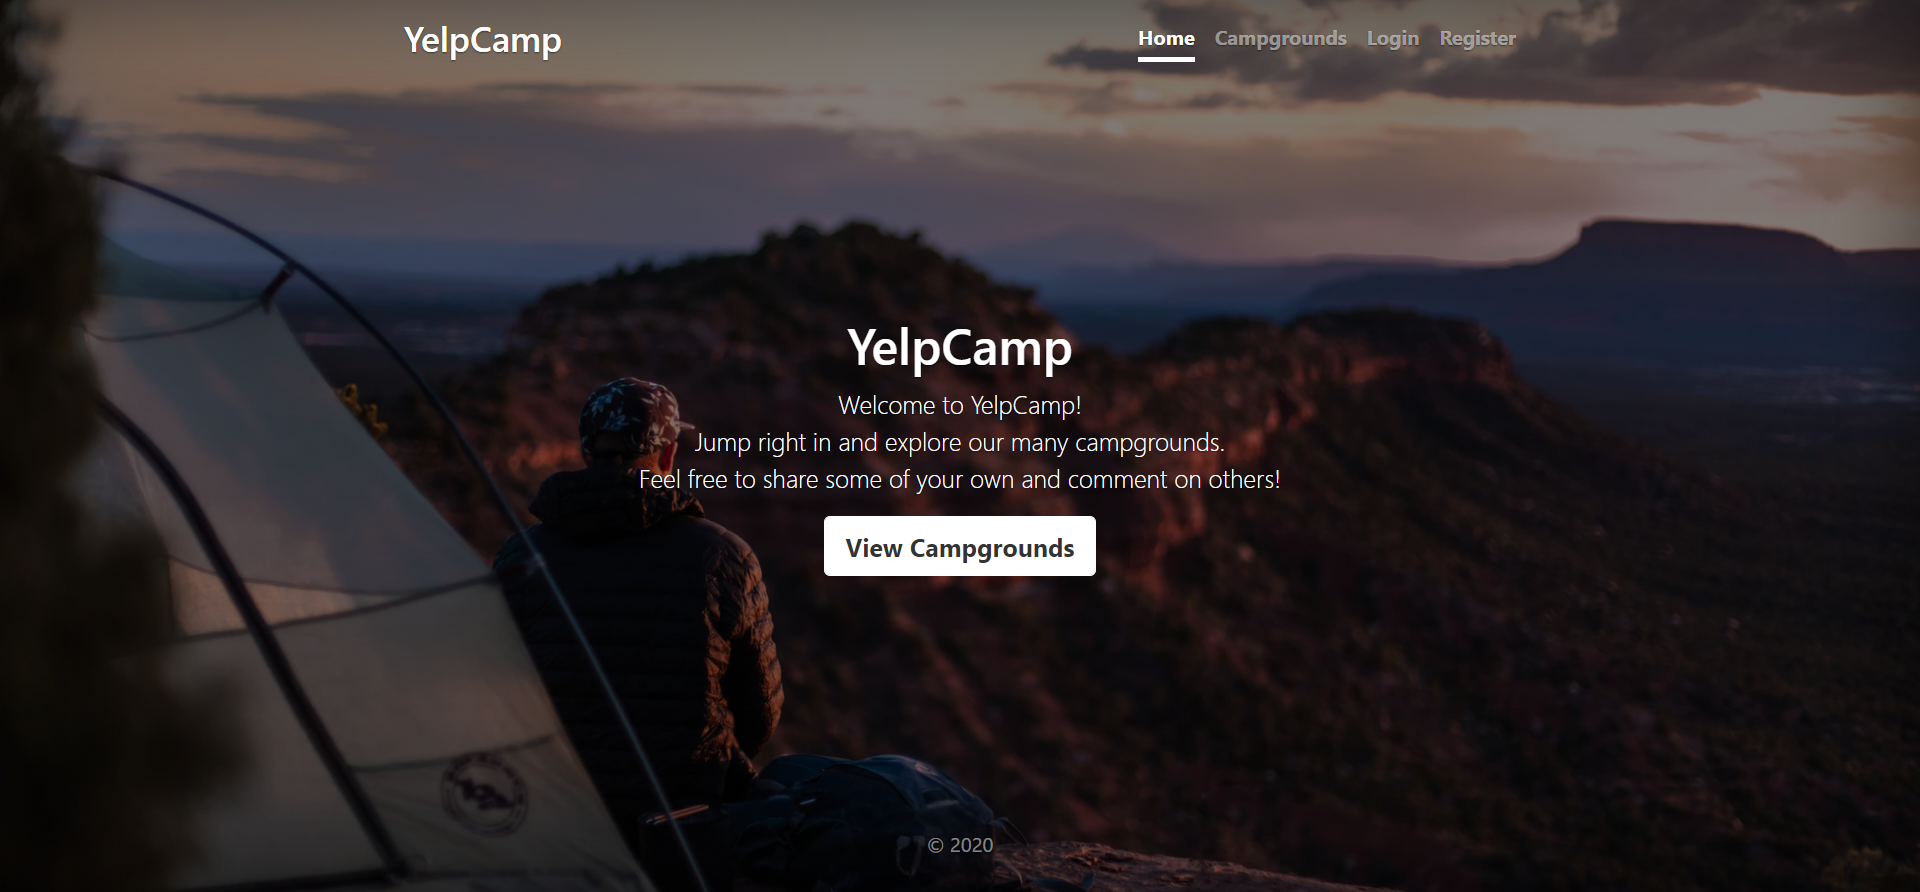 YelpCamp
Home Campgrounds Login Register
YelpCamp
Welcome to YelpCamp!
Jump right in and explore our many campgrounds.
Feel free to share some of your own and comment on others!
View Campgrounds
© 2020